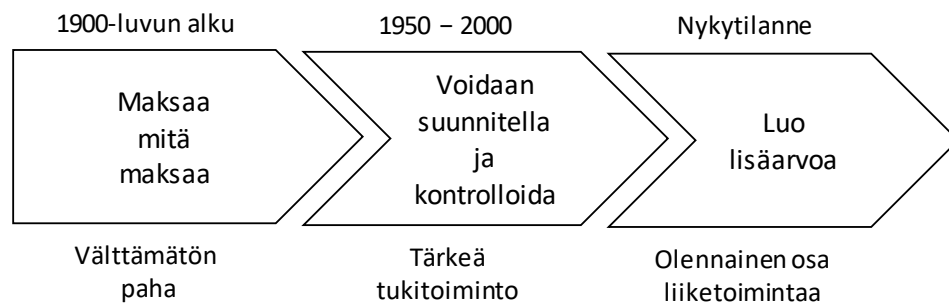 1900-luvun alku
1950 – 2000
Nykytilanne
Maksaa
mitä
maksaa
Voidaan
suunnitella
ja
kontrolloida
Luo
lisäarvoa
Välttämätön
paha
Tärkeä
tukitoiminto
Olennainen osa
liiketoimintaa